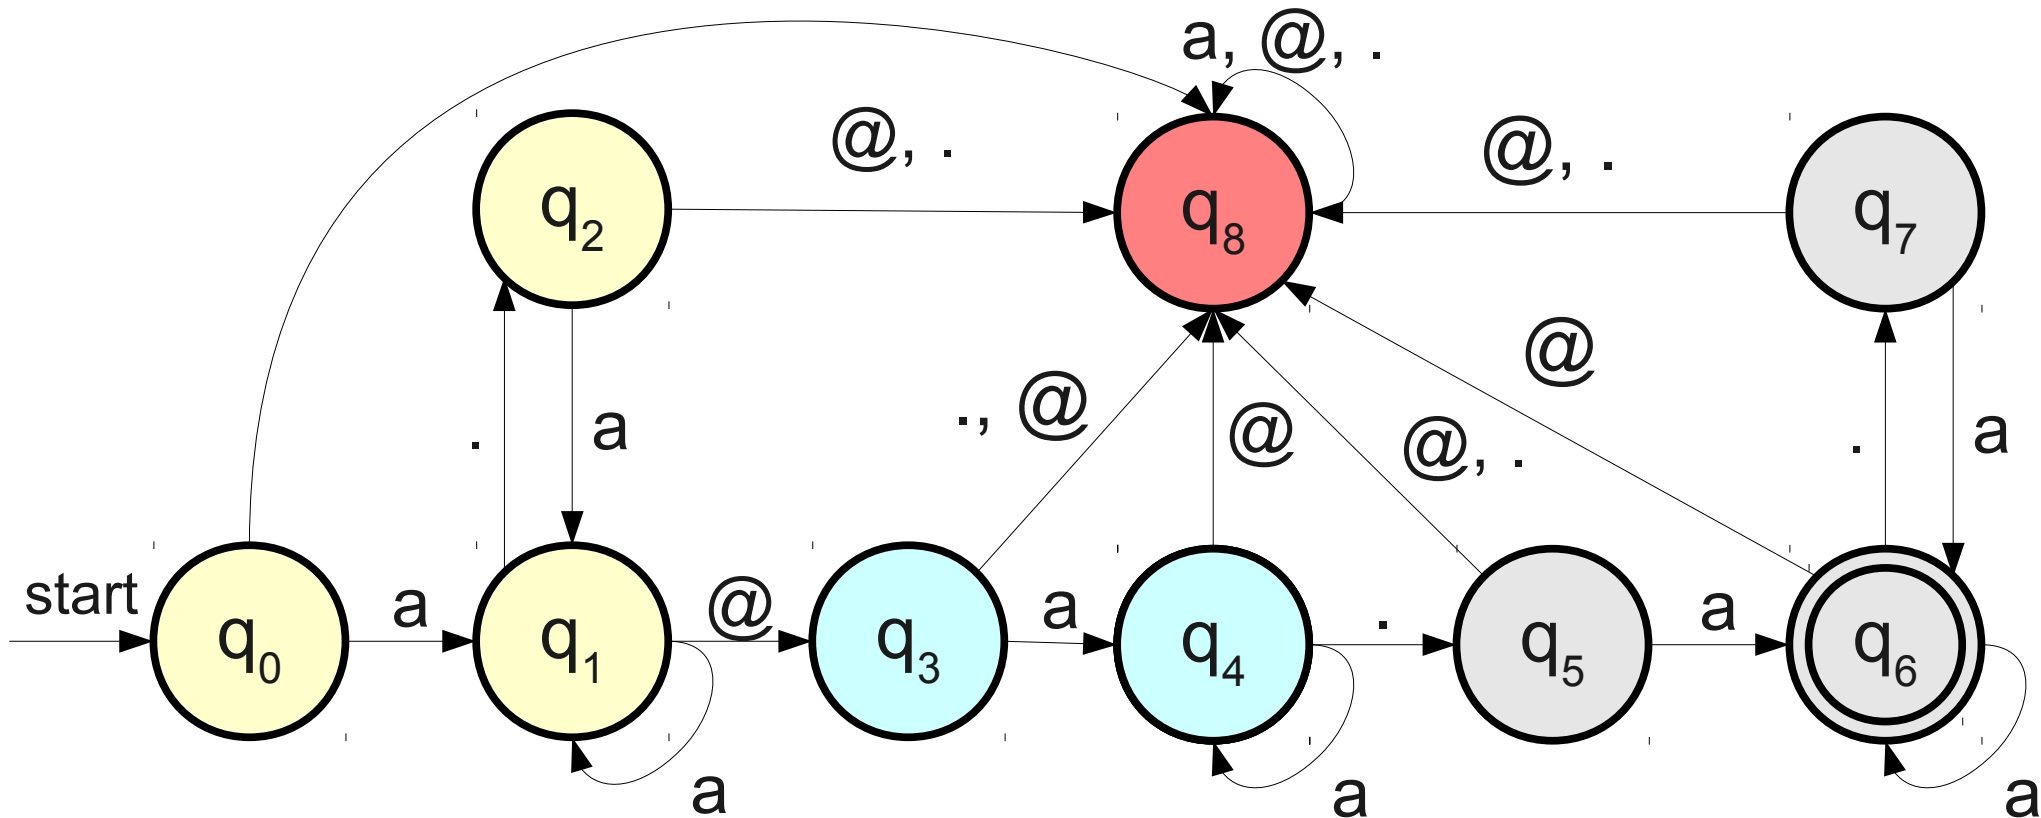 a, @, .
@, .
@, .
q2
q8
q7
@
., @
@
@, .
.
a
.
a
start
a
@
a
.
a
q0
q1
q3
q4
q5
q6
a
a
a